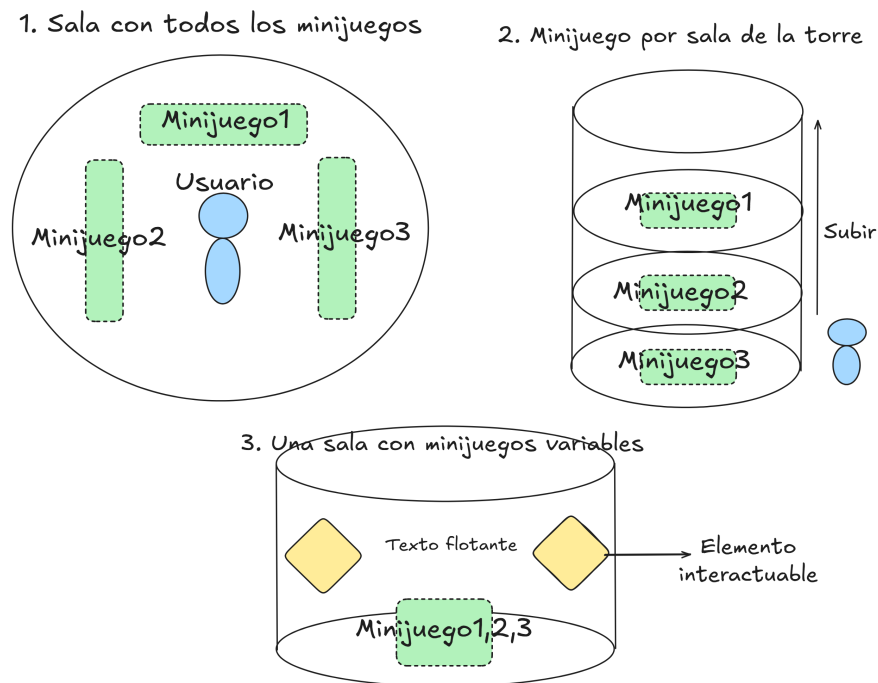 1. Sala con todos los minijuegos
2. Minijuego por sala de la torre
Minijuego1
Usuario
Minijuego2
Minijuego3
Minijuego1
Subir
Minijuego2
Minijuego3
3. Una sala con minijuegos variables
Texto flotante
Elemento
interactuable
Minijuego1,2,3